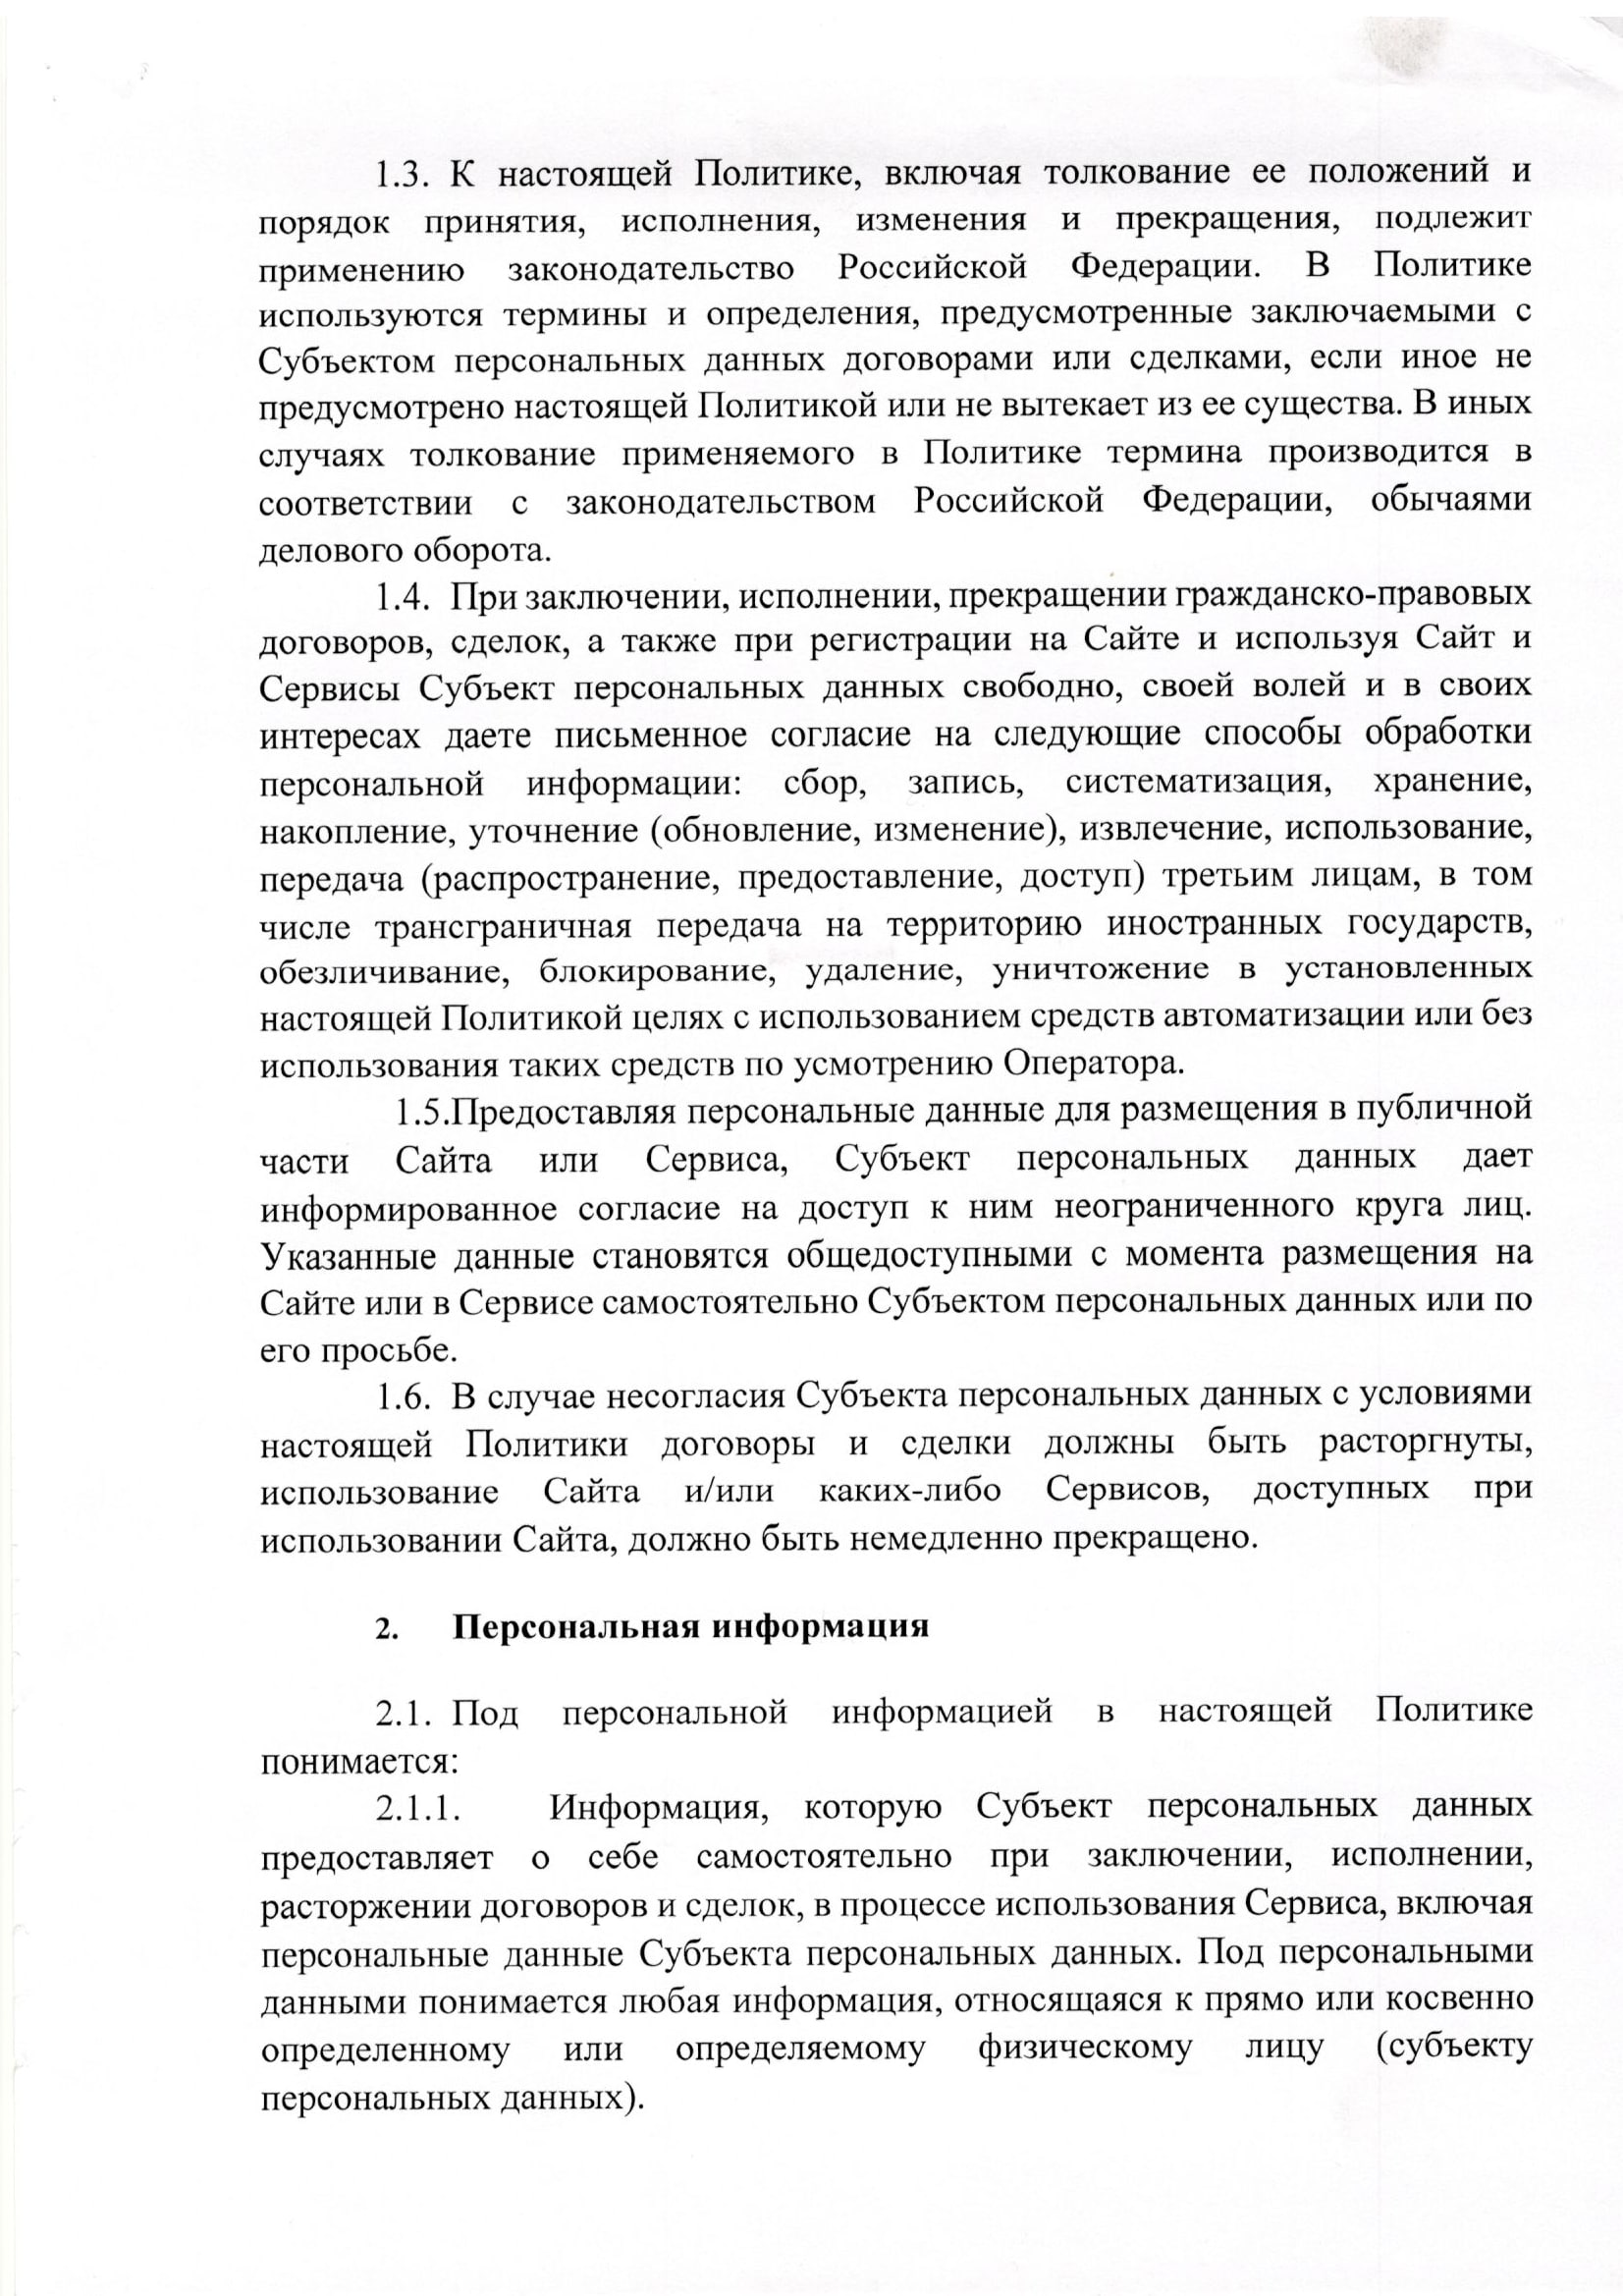 1.3. К настоящей Политике, включая толкование ее положений и
порядок принятия, исполнения, изменения и прекращения, подлежит
применению законодательство Российской Федерации. В Политике
используются термины и определения, предусмотренные заключаемыми с
Субъектом персональных данных договорами или сделками, если иное не
предусмотрено настоящей Политикой или не вытекает из ее существа. В иных
случаях толкование применяемого в Политике термина производится в
соответствии с законодательством Российской Федерации, обычаями
делового оборота.
1.4. При заключении, исполнении, прекращении гражданско-правовых
договоров, сделок, а также при регистрации на Сайте и используя Сайт и
Сервисы Субъект персональных данных свободно, своей волей и в своих
интересах даете письменное согласие на следующие способы обработки
персональной информации: сбор, запись, систематизация, хранение,
накопление, уточнение (обновление, изменение), извлечение, использование,
передача (распространение, предоставление, доступ) третьим лицам, в том
числе трансграничная передача на территорию иностранных государств,
обезличивание, блокирование, удаление, уничтожение в установленных
настоящей Политикой целях с использованием средств автоматизации или без
использования таких средств по усмотрению Оператора.
1.5.Предоставляя персональные данные для размещения в публичной
части Сайта или Сервиса, Субъект персональных данных дает
информированное согласие на доступ к ним неограниченного круга лиц.
Указанные данные становятся общедоступными с момента размещения на
Сайте или в Сервисе самостоятельно Субъектом персональных данных или по
его просьбе.
1.6. В случае несогласия Субъекта персональных данных с условиями
настоящей Политики договоры и сделки должны быть расторгнуты,
использование Сайта и/или каких-либо Сервисов, доступных при
использовании Сайта, должно быть немедленно прекращено.
2. Персональная информация
2.1. Под персональной информацией в настоящей Политике
понимается:
2.1.1. Информация, которую Субъект персональных данных
предоставляет о себе самостоятельно при заключении, исполнении,
расторжении договоров и сделок, в процессе использования Сервиса, включая
персональные данные Субъекта персональных данных. Под персональными
данными понимается любая информация, относящаяся к прямо или косвенно
определенному или определяемому физическому лицу (субъекту
персональных данных).